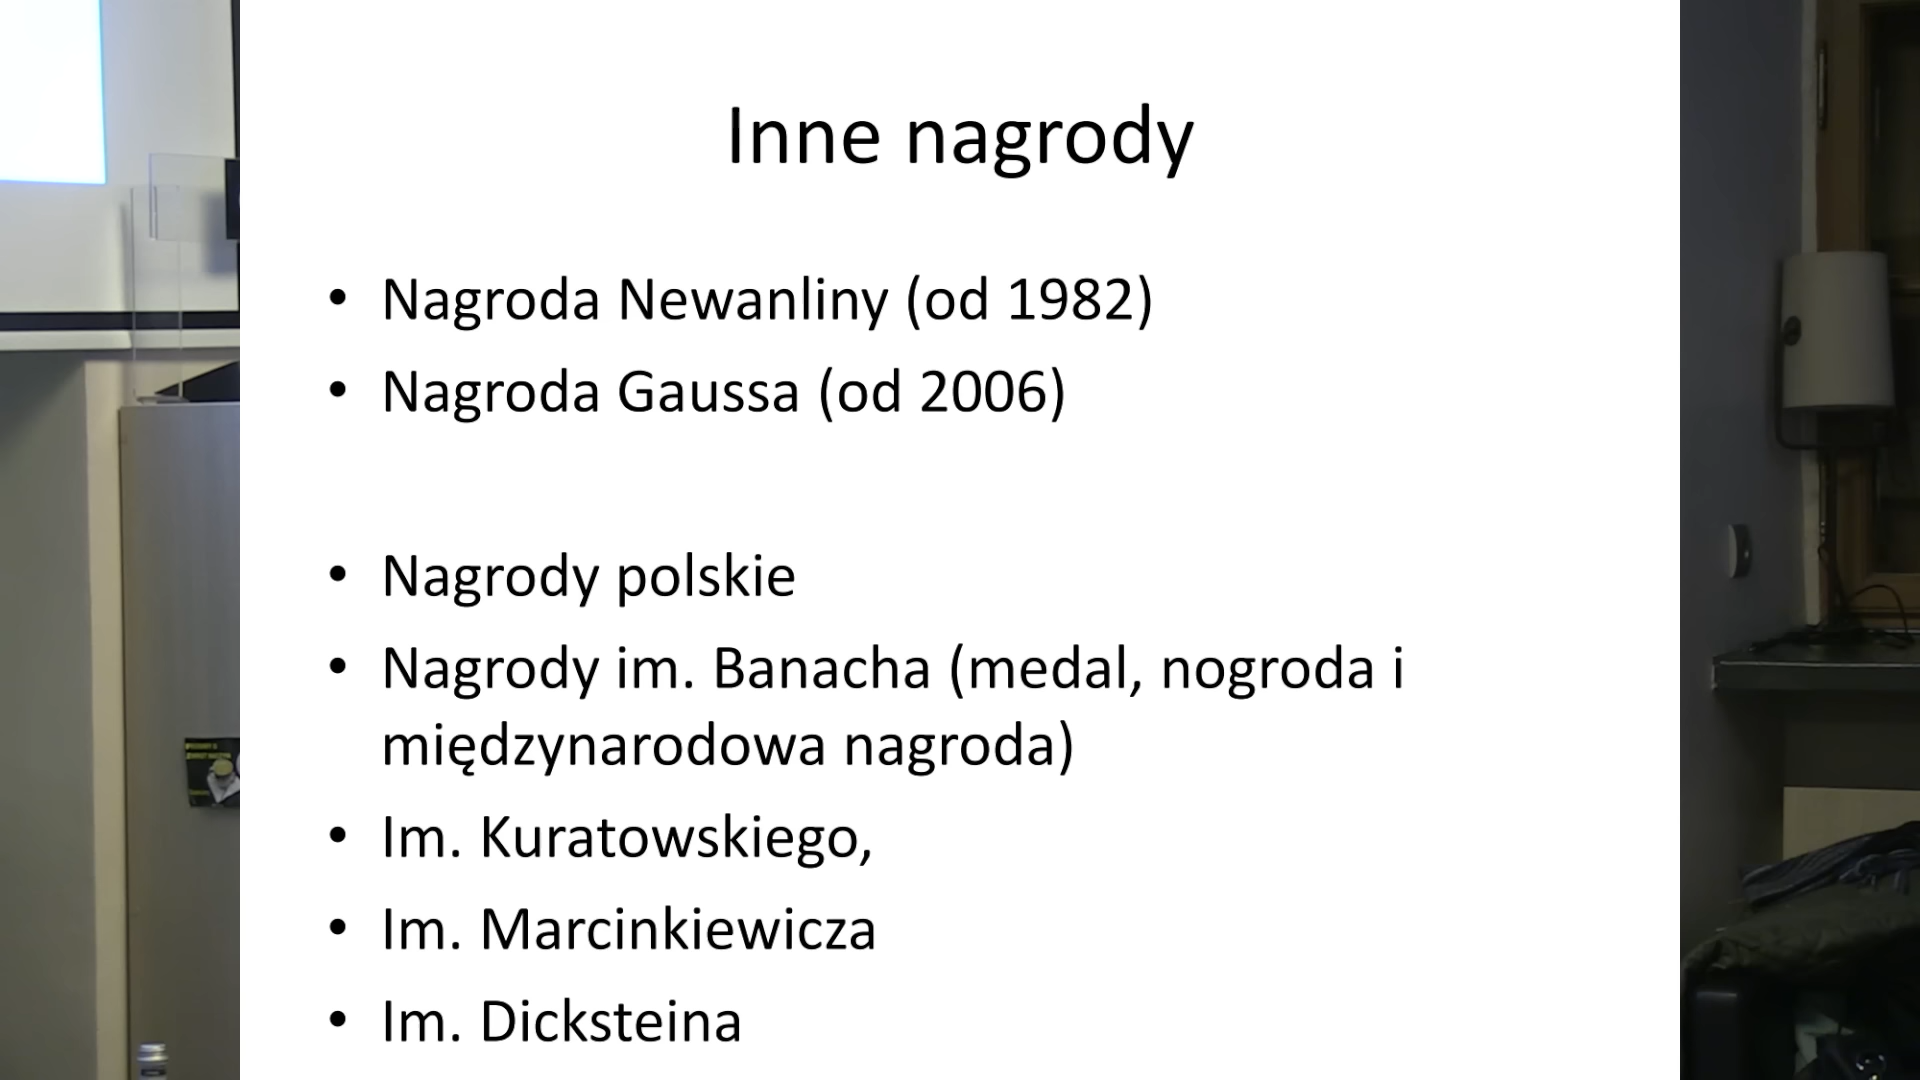 Inne nagrody
• Nagroda Newanliny (od 1982)
• Nagroda Gaussa (od 2006)
• Nagrody polskie
• Nagrody im. Banacha (medal, nogroda i
międzynarodowa nagroda)
• Im. Kuratowskiego,
• Im. Marcinkiewicza
• Im. Dicksteina